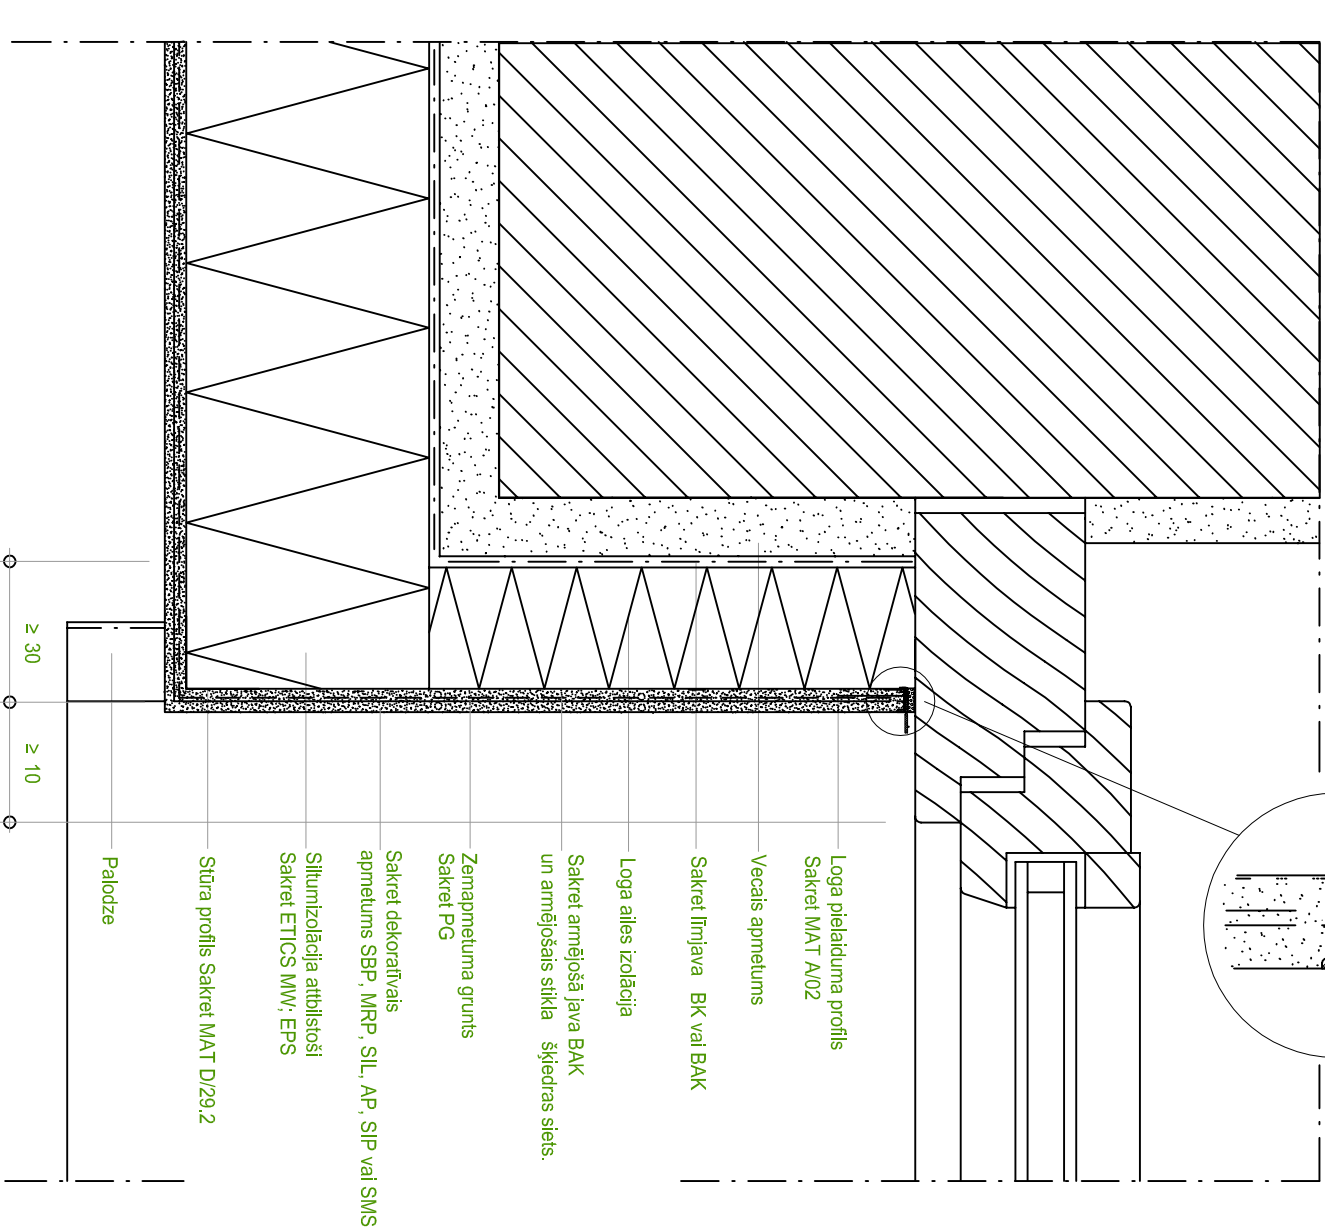 Loga pielaiduma profils
Sakret MAT A/02
Vecais apmetums
Sakret līmjava BK vai BAK
Loga ailes izolācija
Sakret armējošā java BAK
un armējošais stikla šķiedras siets.
Zemapmetuma grunts
Sakret PG
Sakret dekoratīvais
apmetums SBP, MRP, SIL, AP, SIP vai SMS
Siltumizolācija attbilstoši
Sakret ETICS MW; EPS
Stūra profils Sakret MAT D/29.2
Palodze
≥ 30
≥ 10